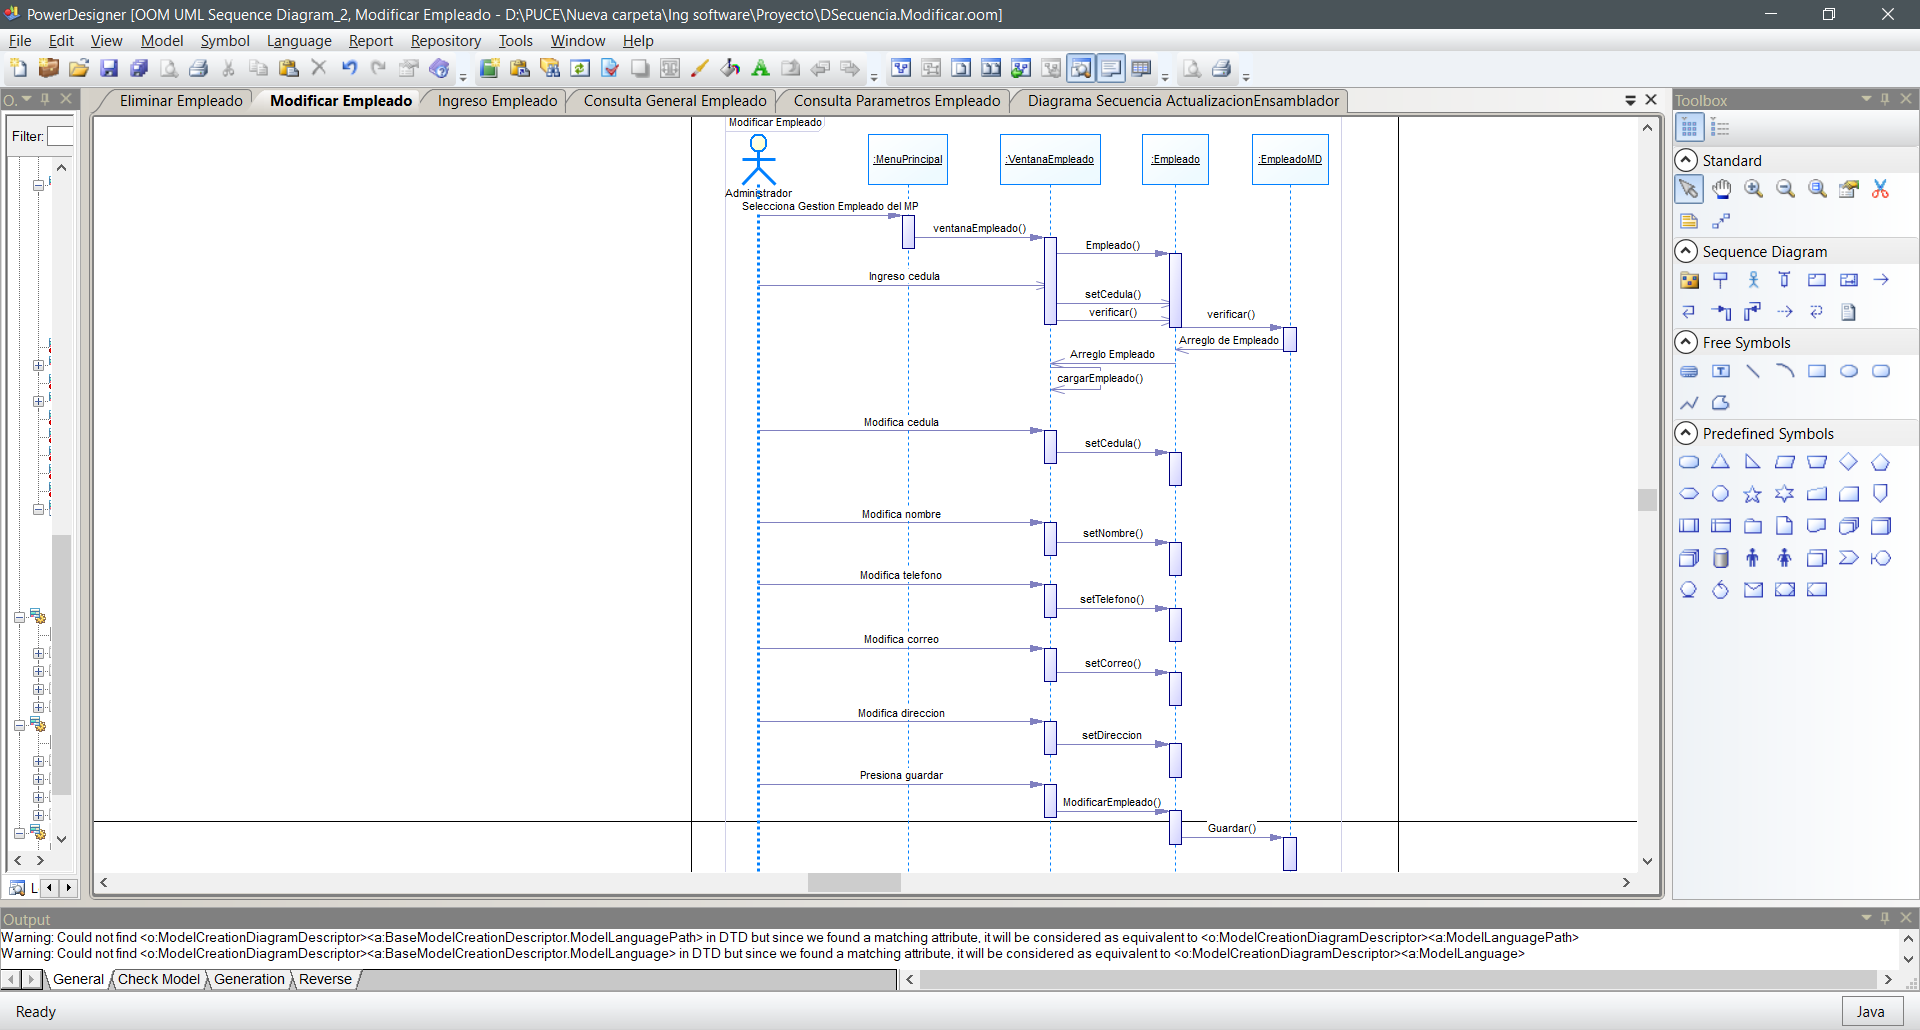 PowerDesigner [OOM UML Sequence Diagram_2, Modificar Empleado - D:\PUCE\Nueva carpeta\Ing software\Proyecto\DSecuencia.Modificar.oom]
File Edit View Model Symbol Language Report Repository Tools Window Help
O.
Eliminar Empleado Modificar Empleado Ingreso Empleado Consulta General Empleado Consulta Parametros Empleado Diagrama Secuencia ActualizacionEnsamblador
Toolbox
Filter:
Modificar Empleado
:MenuPrincipal :VentanaEmpleado :Empleado :EmpleadoMD
Administrador
Selecciona Gestion Empleado del MP
ventanaEmpleado()
Empleado()
Ingreso cedula
setCedula()
verificar()
verificar()
Arreglo de Empleado
Arreglo Empleado
cargarEmpleado()
Modifica cedula
setCedula()
Modifica nombre
setNombre()
Modifica telefono
setTelefono()
Modifica correo
setCorreo()
Modifica direccion
setDireccion
Presiona guardar
ModificarEmpleado()
Guardar()
Standard
Sequence Diagram
Free Symbols
Predefined Symbols
L
Output
Warning: Could not find <o:ModelCreationDiagramDescriptor><a:BaseModelCreationDescriptor.ModelLanguagePath> in DTD but since we found a matching attribute, it will be considered as equivalent to <o:ModelCreationDiagramDescriptor><a:ModelLanguagePath>
Warning: Could not find <o:ModelCreationDiagramDescriptor><a:BaseModelCreationDescriptor.ModelLanguage> in DTD but since we found a matching attribute, it will be considered as equivalent to <o:ModelCreationDiagramDescriptor><a:ModelLanguage>
General Check Model Generation Reverse
Ready
Java